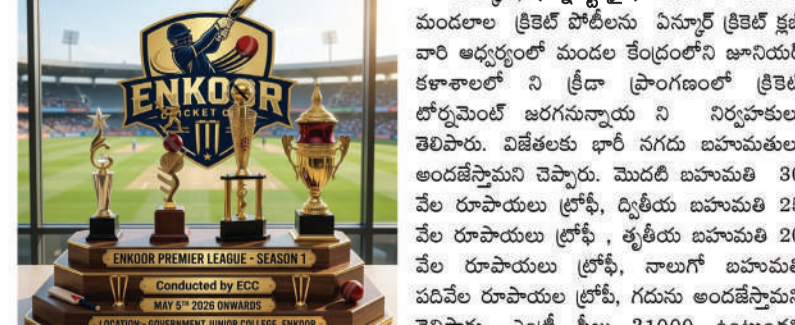 ENKOOR
CRICKET CLUB
ENKOOR PREMIER LEAGUE - SEASON 1
Conducted by ECC
MAY 5TH 2026 ONWARDS
LOCATION: GOVERNMENT JUNIOR COLLEGE, ENKOOR
మండలాల క్రికెట్ పోటీలను ఏన్కూర్ క్రికెట్ క్లబ్
వారి ఆధ్వర్యంలో మండల కేంద్రంలోని జూనియర్
కళాశాలలో ని క్రీడా ప్రాంగణంలో క్రికెట్
టోర్నమెంట్ జరగనున్నాయ ని నిర్వహకులు
తెలిపారు. విజేతలకు భారీ నగదు బహుమతులు
అందజేస్తామని చెప్పారు. మొదటి బహుమతి
వేల రూపాయలు ట్రోఫీ, ద్వితీయ బహుమతి
వేల రూపాయలు ట్రోఫీ , తృతీయ బహుమతి
వేల రూపాయలు ట్రోఫీ, నాలుగో బహుమతి
పదివేల రూపాయల ట్రోపీ, గదును అందజేస్తామని